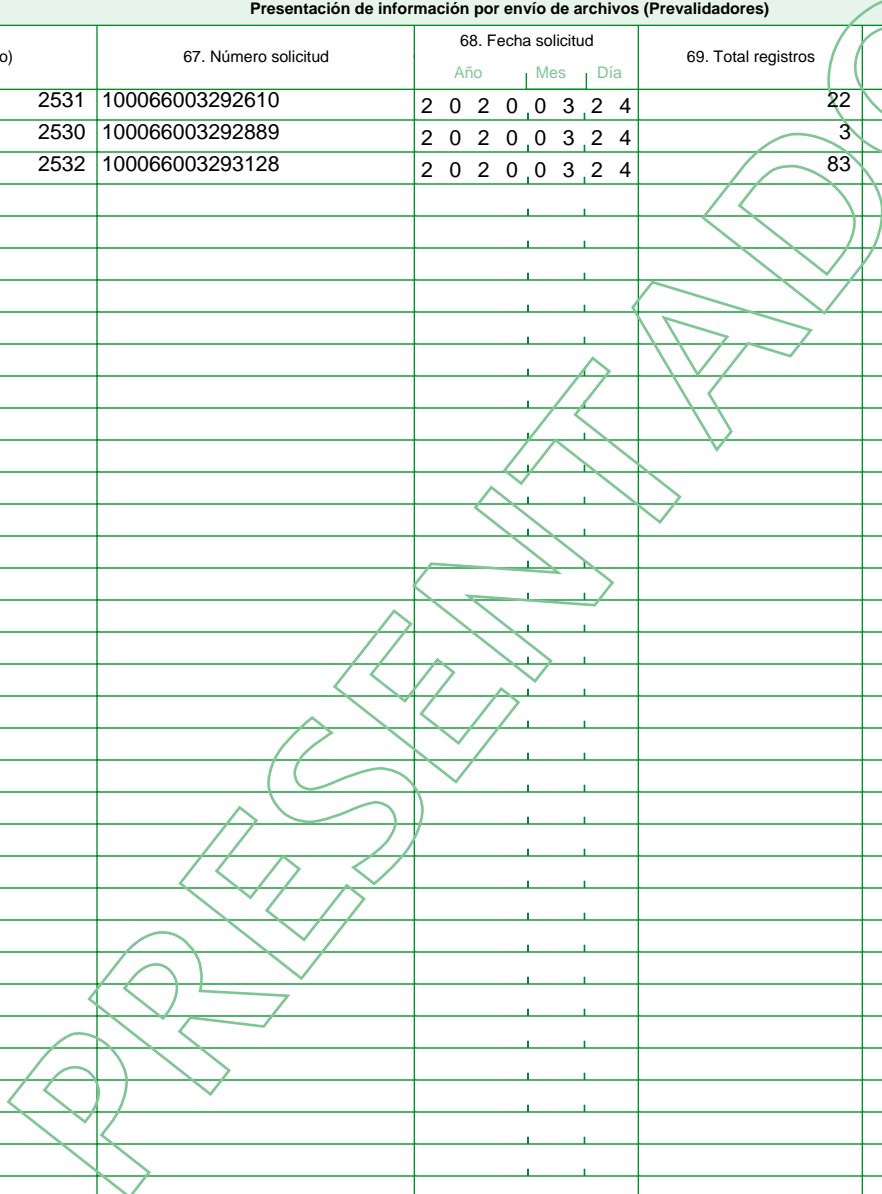 Presentación de información por envío de archivos (Prevalidadores)
o) 67. Número solicitud 68. Fecha solicitud 69. Total registros
Año Mes Día
2531 100066003292610 2 0 2 0 0 3 2 4 22
2530 100066003292889 2 0 2 0 0 3 2 4 3
2532 100066003293128 2 0 2 0 0 3 2 4 83
PRESENTADO